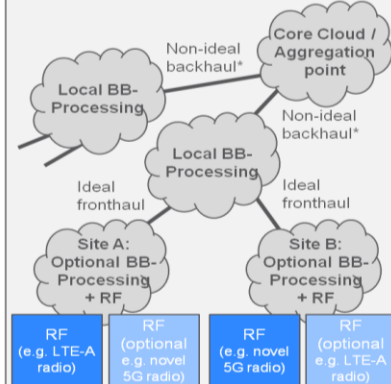 Core Cloud /
Aggregation
point
Non-ideal
backhaul*
Local BB-
Processing
Non-ideal
backhaul*
Local BB-
Processing
Ideal
fronthaul
Ideal
fronthaul
Site A:
Optional BB-
Processing
+ RF
Site B:
Optional BB-
Processing
+ RF
RF
(e.g. LTE-A
radio)
RF
(optional
e.g. novel
5G radio)
RF
(e.g. novel
5G radio)
RF
(optional
e.g. LTE-A
radio)